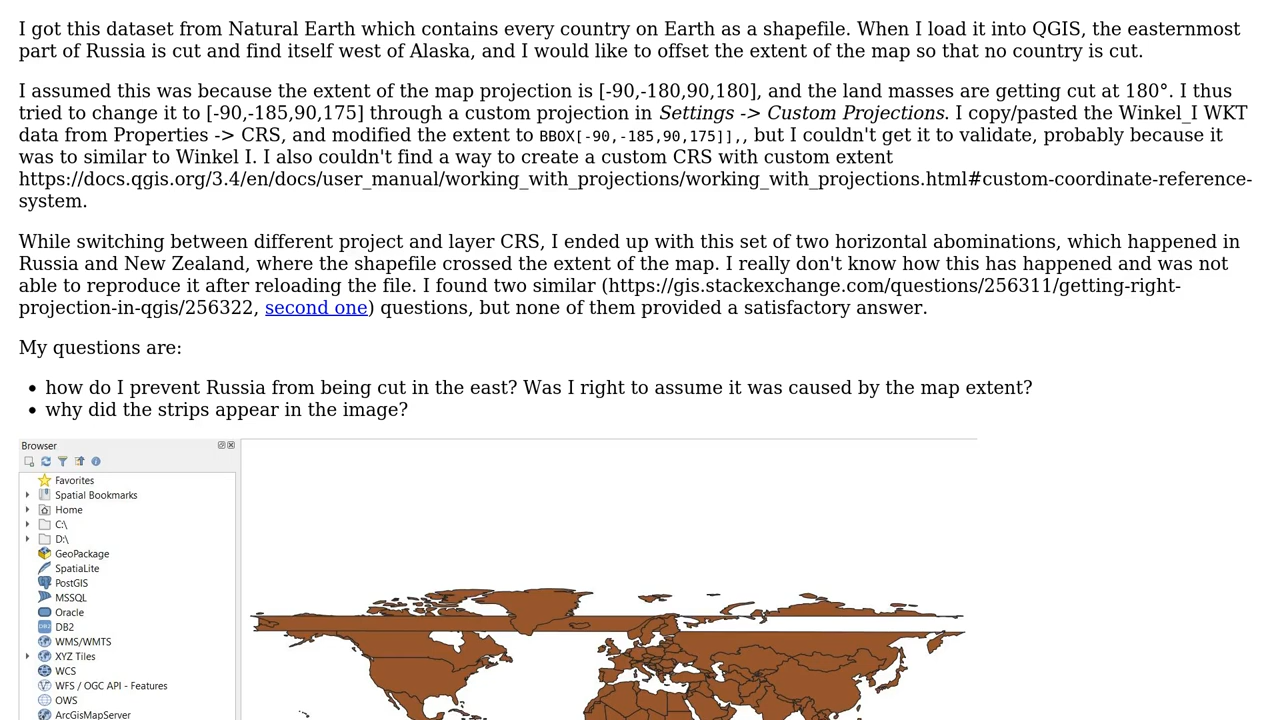 I got this dataset from Natural Earth which contains every country on Earth as a shapefile. When I load it into QGIS, the easternmost
part of Russia is cut and find itself west of Alaska, and I would like to offset the extent of the map so that no country is cut.
I assumed this was because the extent of the map projection is [-90,-180,90,180], and the land masses are getting cut at 180°. I thus
tried to change it to [-90,-185,90,175] through a custom projection in Settings -> Custom Projections. I copy/pasted the Winkel_I WKT
data from Properties -> CRS, and modified the extent to BBOX[-90,-185,90,175]],, but I couldn't get it to validate, probably because it
was to similar to Winkel I. I also couldn't find a way to create a custom CRS with custom extent
https://docs.qgis.org/3.4/en/docs/user_manual/working_with_projections/working_with_projections.html#custom-coordinate-reference-
system.
While switching between different project and layer CRS, I ended up with this set of two horizontal abominations, which happened in
Russia and New Zealand, where the shapefile crossed the extent of the map. I really don't know how this has happened and was not
able to reproduce it after reloading the file. I found two similar (https://gis.stackexchange.com/questions/256311/getting-right-
projection-in-qgis/256322, second one) questions, but none of them provided a satisfactory answer.
My questions are:
• how do I prevent Russia from being cut in the east? Was I right to assume it was caused by the map extent?
• why did the strips appear in the image?
Browser
Favorites
Spatial Bookmarks
Home
C:\
D:\
GeoPackage
SpatiaLite
PostGIS
MSSQL
Oracle
DB2
WMS/WMTS
XYZ Tiles
WCS
WFS / OGC API - Features
OWS
ArcGisMapServer